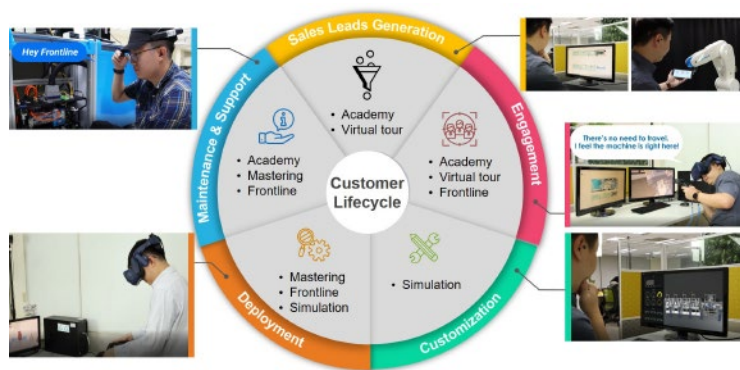 Hey Frontline
Sales Leads Generation
Academy
Virtual tour
Maintenance & Support
Academy
Mastering
Frontline
Engagement
Academy
Virtual tour
Frontline
There's no need to travel.
I feel the machine is right here!
Customer
Lifecycle
Deployment
Mastering
Frontline
Simulation
Customization
Simulation